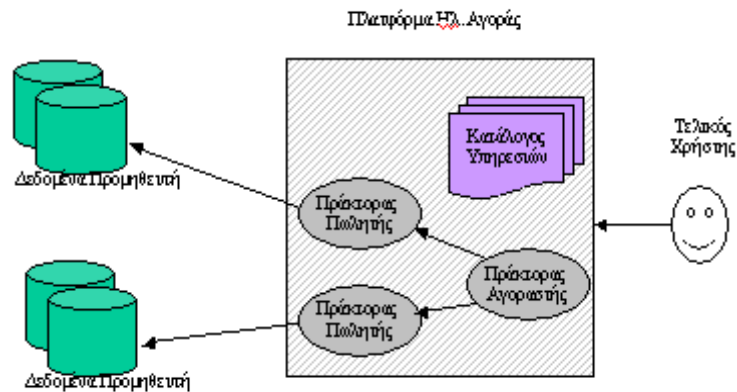 Πλατφόρμα Ηλ. Αγοράς
Κατάλογος
Υπηρεσιών
Τελικός
Χρήστης
Δεδομένα Προμηθευτή
Πράκτορας
Πωλητής
Πράκτορας
Αγοραστής
Πράκτορας
Πωλητής
Δεδομένα Προμηθευτή